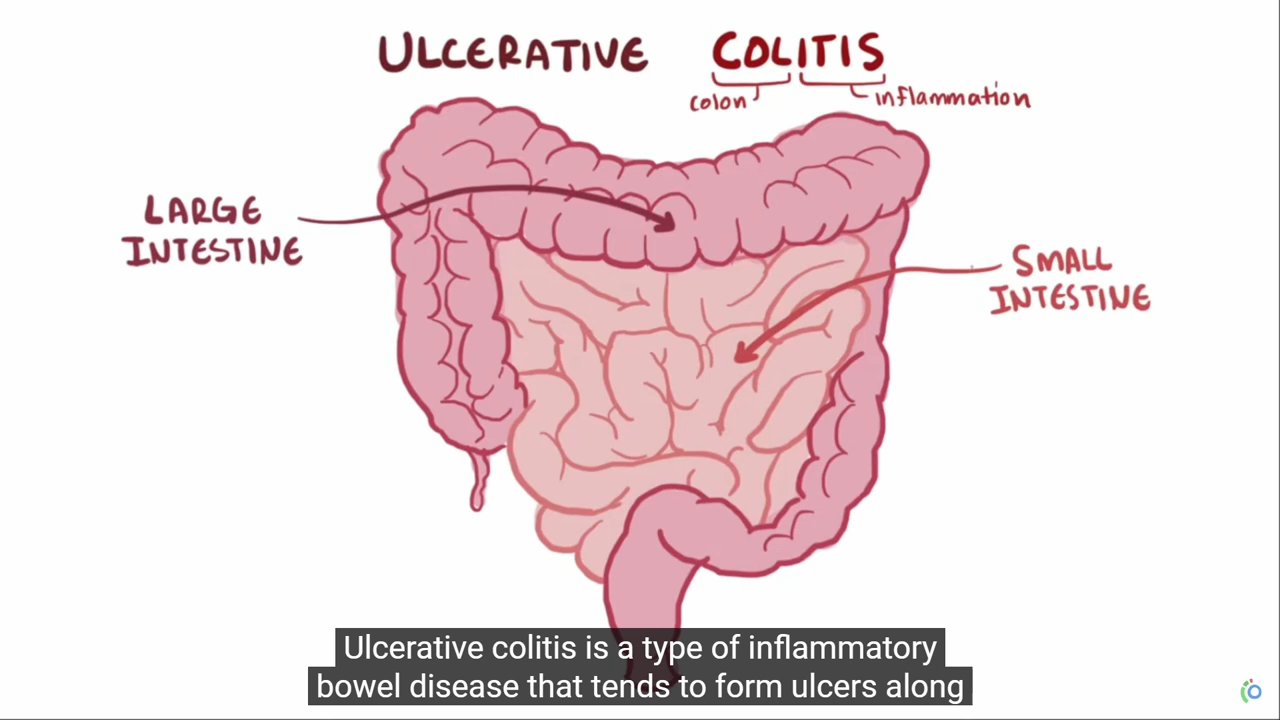 ULCERATIVE COLITIS
colon inflammation
LARGE
INTESTINE
SMALL
INTESTINE
Ulcerative colitis is a type of inflammatory
bowel disease that tends to form ulcers along